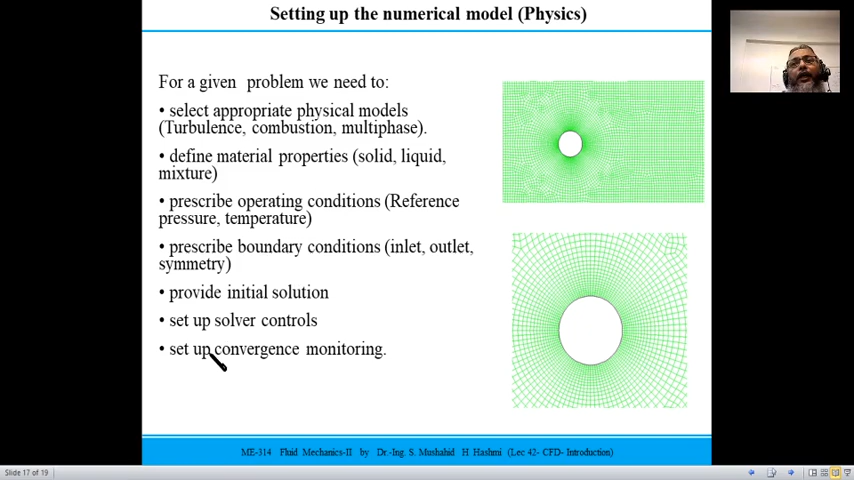 Setting up the numerical model (Physics)
For a given problem we need to:
• select appropriate physical models
(Turbulence, combustion, multiphase).
• define material properties (solid, liquid,
mixture)
• prescribe operating conditions (Reference
pressure, temperature)
• prescribe boundary conditions (inlet, outlet,
symmetry)
• provide initial solution
• set up solver controls
• set up convergence monitoring.
ME-314 Fluid Mechanics-II by Dr.-Ing. S. Mushahid H Hashmi (Lec 42- CFD- Introduction)
Slide 17 of 19